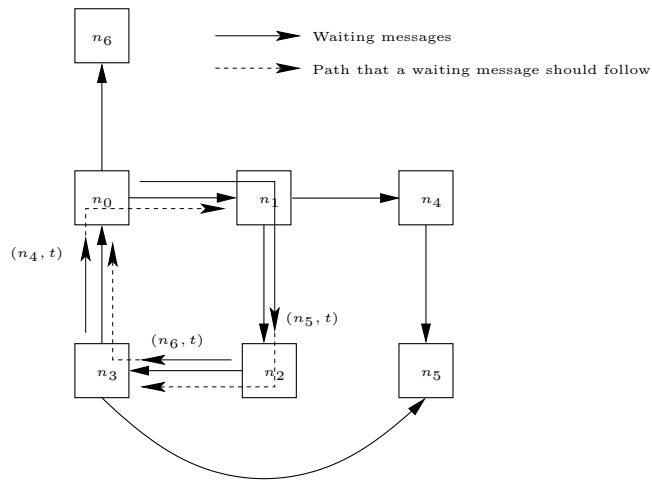 n6
Waiting messages
Path that a waiting message should follow
n0
n1
n4
(n4, t)
(n5, t)
(n6, t)
n3
n2
n5